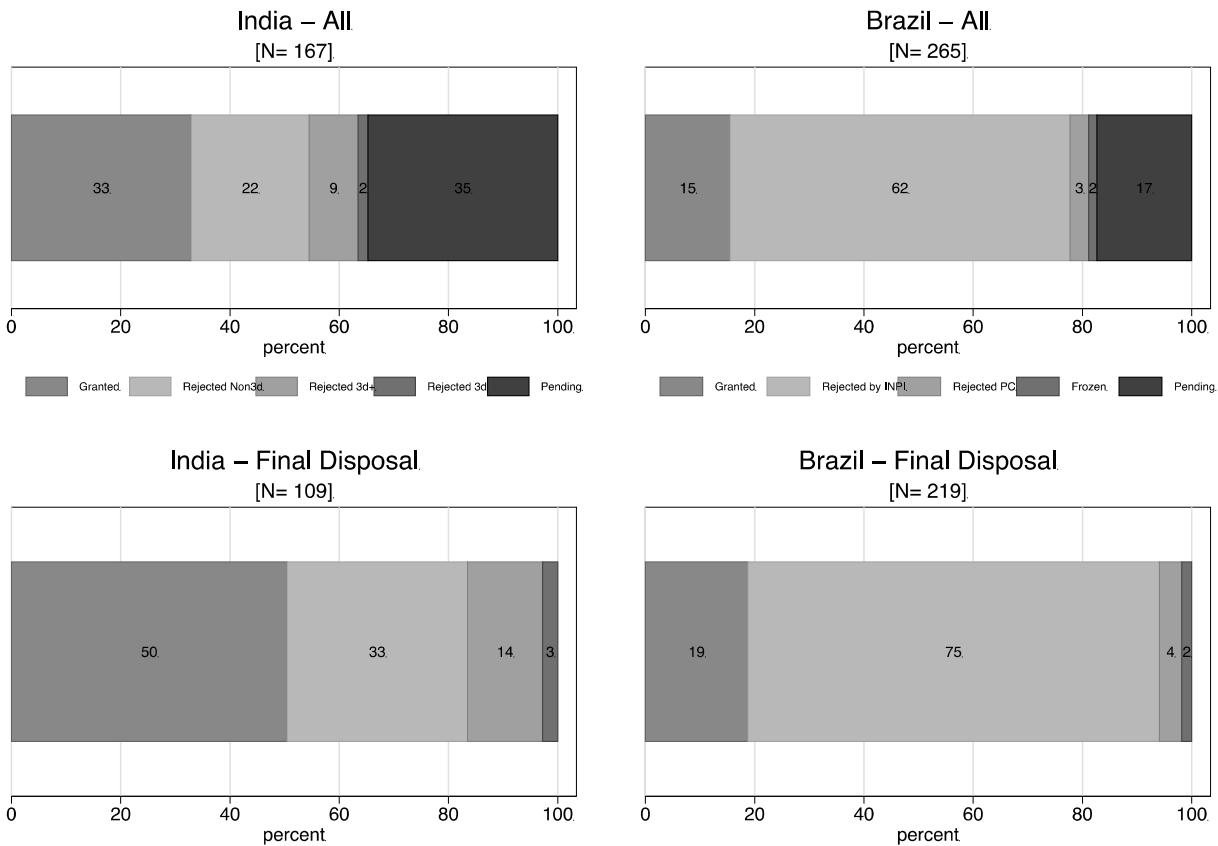 India – All
[N= 167]
33 22 9 2 35
0 20 40 60 80 100
percent
Granted Rejected Non3d Rejected 3d+ Rejected 3d Pending
Brazil – All
[N= 265]
15 62 3 2 17
0 20 40 60 80 100
percent
Granted Rejected by INPI Rejected PC Frozen Pending
India – Final Disposal
[N= 109]
50 33 14 3
0 20 40 60 80 100
percent
Brazil – Final Disposal
[N= 219]
19 75 4 2
0 20 40 60 80 100
percent